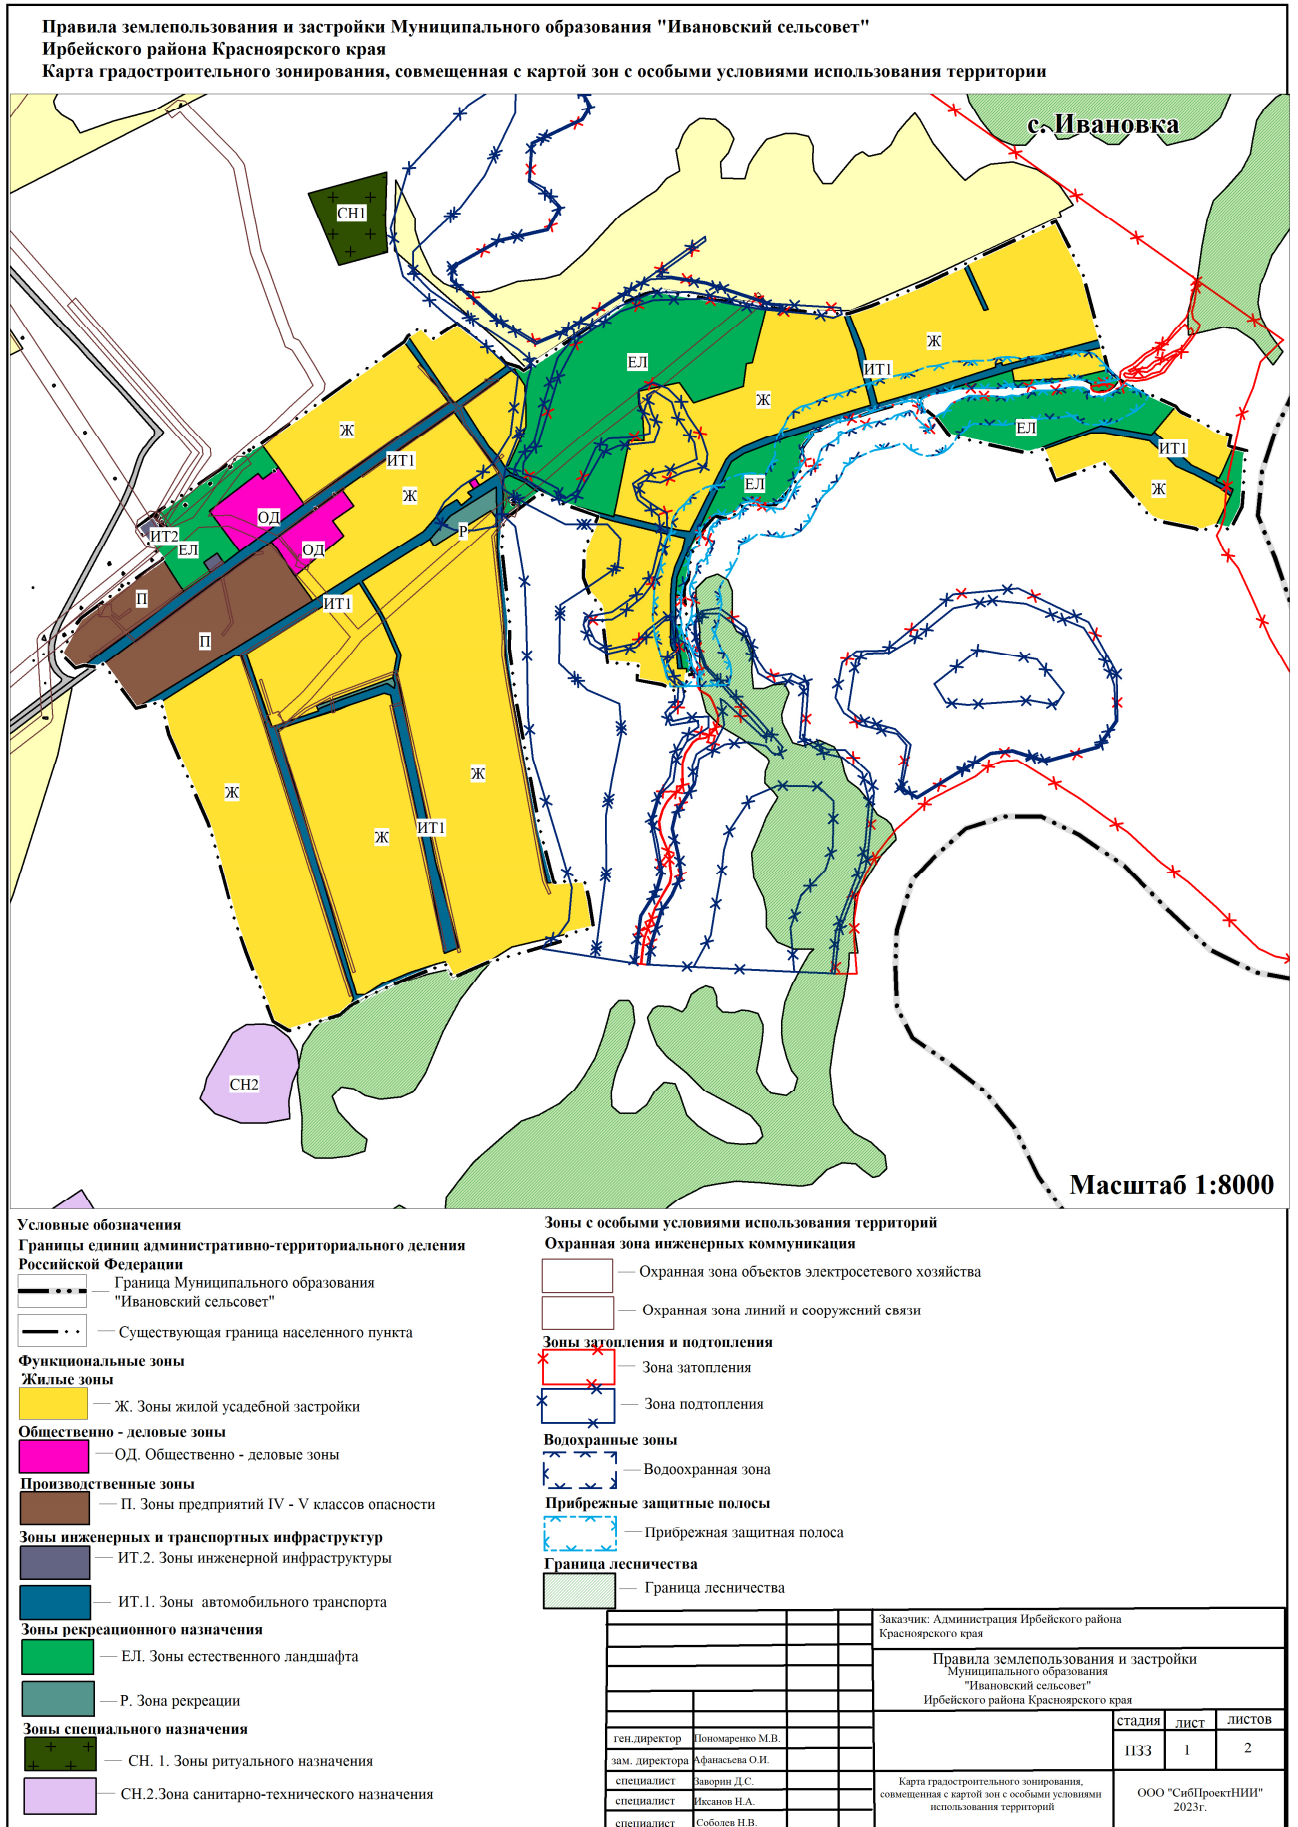 Правила землепользования и застройки Муниципального образования "Ивановский сельсовет"
Ирбейского района Красноярского края
Карта градостроительного зонирования, совмещенная с картой зон с особыми условиями использования территории
с. Ивановка
СН1
ЕЛ
Ж
ИТ1
Ж
Ж
ЕЛ
ИТ1
ИТ1
Ж
ЕЛ
Ж
ОД
Р
ИТ2
ЕЛ
ОД
П
ИТ1
П
Ж
Ж
ИТ1
Ж
СН2
Масштаб 1:8000
Условные обозначения
Границы единиц административно-территориального деления
Российской Федерации
Граница Муниципального образования
"Ивановский сельсовет"
Существующая граница населенного пункта
Функциональные зоны
Жилые зоны
Ж. Зоны жилой усадебной застройки
Общественно - деловые зоны
ОД. Общественно - деловые зоны
Производственные зоны
П. Зоны предприятий IV - V классов опасности
Зоны инженерных и транспортных инфраструктур
ИТ.2. Зоны инженерной инфраструктуры
ИТ.1. Зоны автомобильного транспорта
Зоны рекреационного назначения
ЕЛ. Зоны естественного ландшафта
Р. Зона рекреации
Зоны специального назначения
СН. 1. Зоны ритуального назначения
СН.2.Зона санитарно-технического назначения
Зоны с особыми условиями использования территорий
Охранная зона инженерных коммуникация
Охранная зона объектов электросетевого хозяйства
Охранная зона линий и сооружений связи
Зоны затопления и подтопления
Зона затопления
Зона подтопления
Водохранные зоны
Водоохранная зона
Прибрежные защитные полосы
Прибрежная защитная полоса
Граница лесничества
Граница лесничества
Заказчик: Администрация Ирбейского района
Красноярского края
Правила землепользования и застройки
Муниципального образования
"Ивановский сельсовет"
Ирбейского района Красноярского края
стадия лист листов
ПЗЗ 1 2
ген.директор Пономаренко М.В.
зам. директора Афанасьева О.И.
специалист Заворин Д.С.
специалист Иксанов Н.А.
специалист Соболев Н.В.
Карта градостроительного зонирования,
совмещенная с картой зон с особыми условиями
использования территорий
ООО "СибПроектНИИ"
2023г.